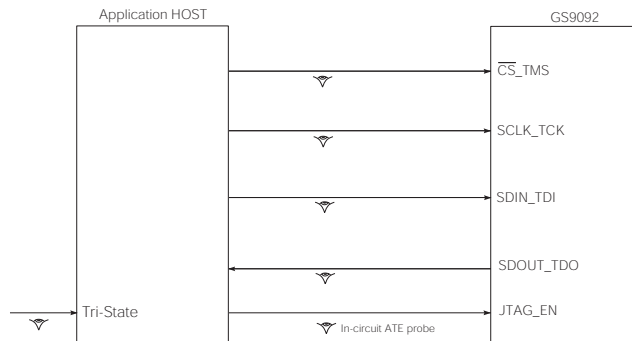 Application HOST
GS9092
CS_TMS
SCLK_TCK
SDIN_TDI
SDOUT_TDO
Tri-State
JTAG_EN
In-circuit ATE probe